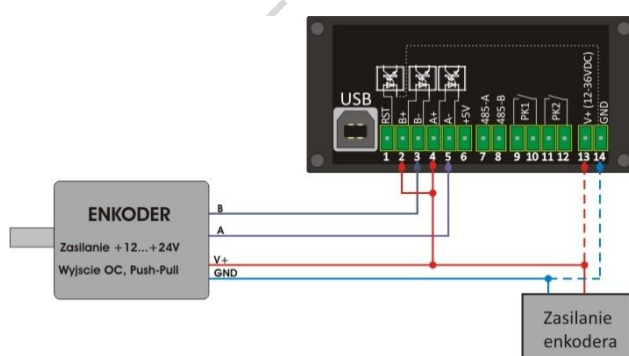 USB
RST
B+
B-
A+
A-
+5V
485-A
485-B
PK1
PK2
V+ (12-36VDC)
GND
1 2 3 4 5 6 7 8 9 10 11 12 13 14
ENKODER
Zasilanie +12...+24V
Wyjscie OC, Push-Pull
B
A
V+
GND
Zasilanie
enkodera